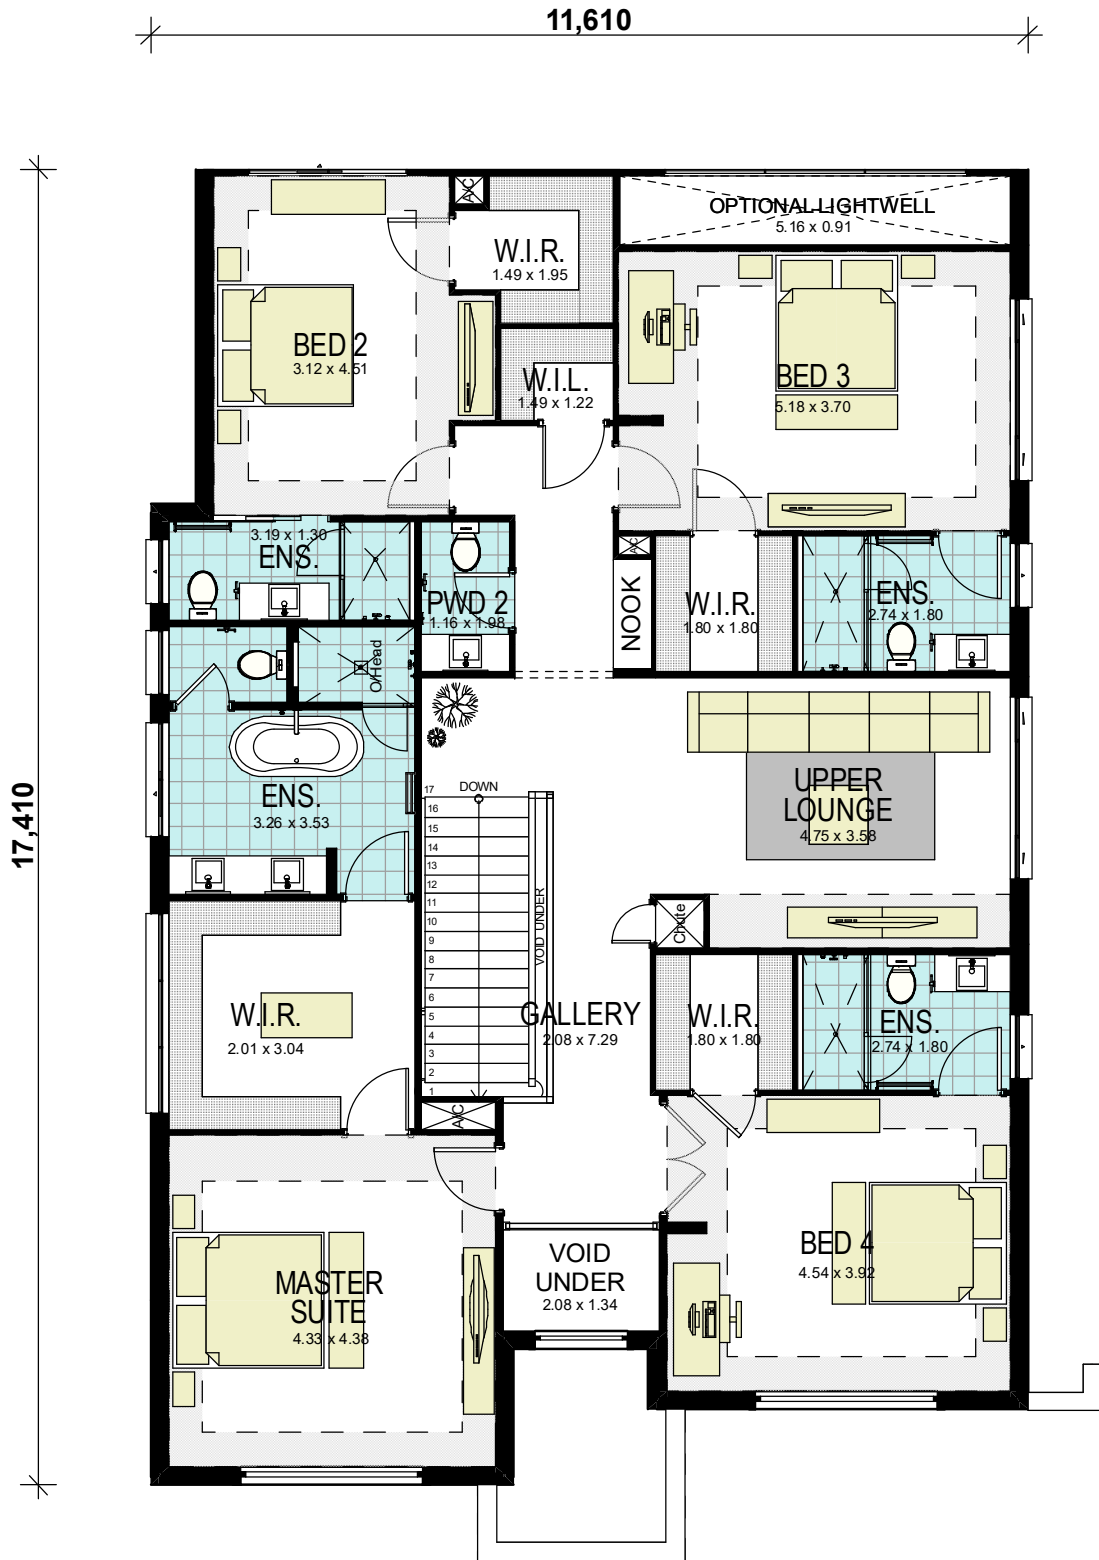 11,610
17,410
A/C
OPTIONAL LIGHTWELL
5.16 x 0.91
W.I.R.
1.49 x 1.95
BED 2
3.12 x 4.51
W.I.L.
1.49 x 1.22
BED 3
5.18 x 3.70
3.19 x 1.30
ENS.
PWD 2
1.16 x 1.98
A/C
NOOK
W.I.R.
1.80 x 1.80
ENS.
2.74 x 1.80
O/Head
ENS.
3.26 x 3.53
DOWN
17
16
15
14
13
12
11
10
9
8
7
6
5
4
3
2
1
VOID UNDER
UPPER
LOUNGE
4.75 x 3.58
Chute
W.I.R.
2.01 x 3.04
GALLERY
2.08 x 7.29
W.I.R.
1.80 x 1.80
ENS.
2.74 x 1.80
A/C
MASTER
SUITE
4.33 x 4.38
VOID
UNDER
2.08 x 1.34
BED 4
4.54 x 3.92